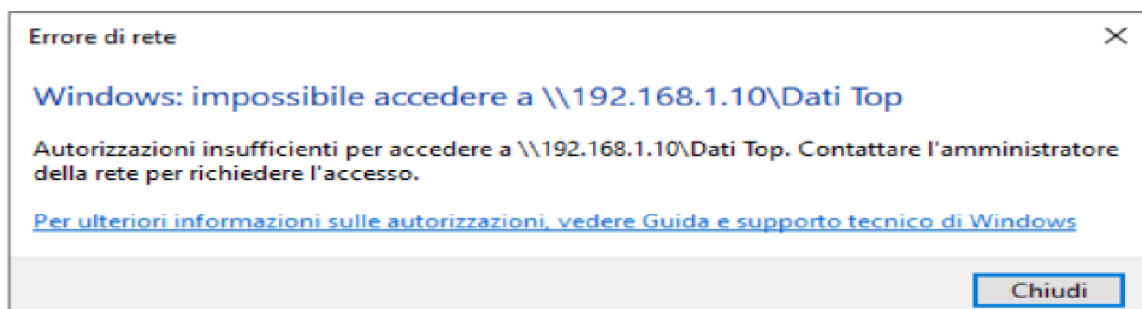 Errore di rete
Windows: impossibile accedere a \\192.168.1.10\Dati Top
Autorizzazioni insufficienti per accedere a \\192.168.1.10\Dati Top. Contattare l'amministratore
della rete per richiedere l'accesso.
Per ulteriori informazioni sulle autorizzazioni, vedere Guida e supporto tecnico di Windows
Chiudi